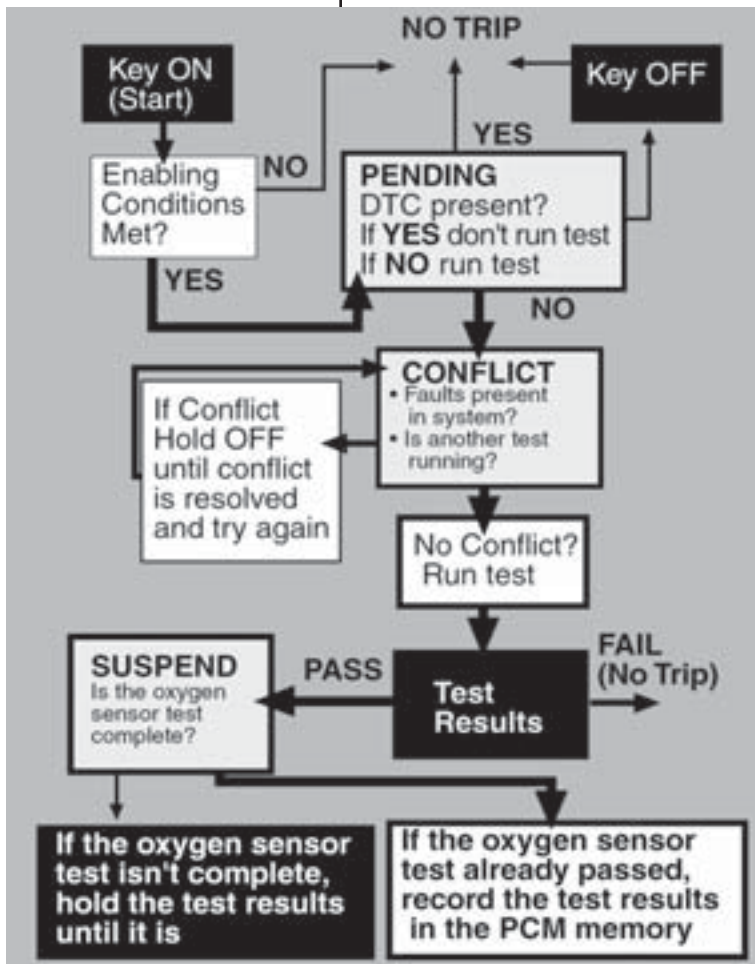 NO TRIP
Key ON
(Start)
Key OFF
YES
NO
Enabling
Conditions
Met?
PENDING
DTC present?
If YES don't run test
If NO run test
YES
NO
CONFLICT
• Faults present
in system?
• Is another test
running?
If Conflict
Hold OFF
until conflict
is resolved
and try again
No Conflict?
Run test
FAIL
(No Trip)
PASS
SUSPEND
Is the oxygen
sensor test
complete?
Test
Results
If the oxygen sensor
test isn't complete,
hold the test results
until it is
If the oxygen sensor
test already passed,
record the test results
in the PCM memory